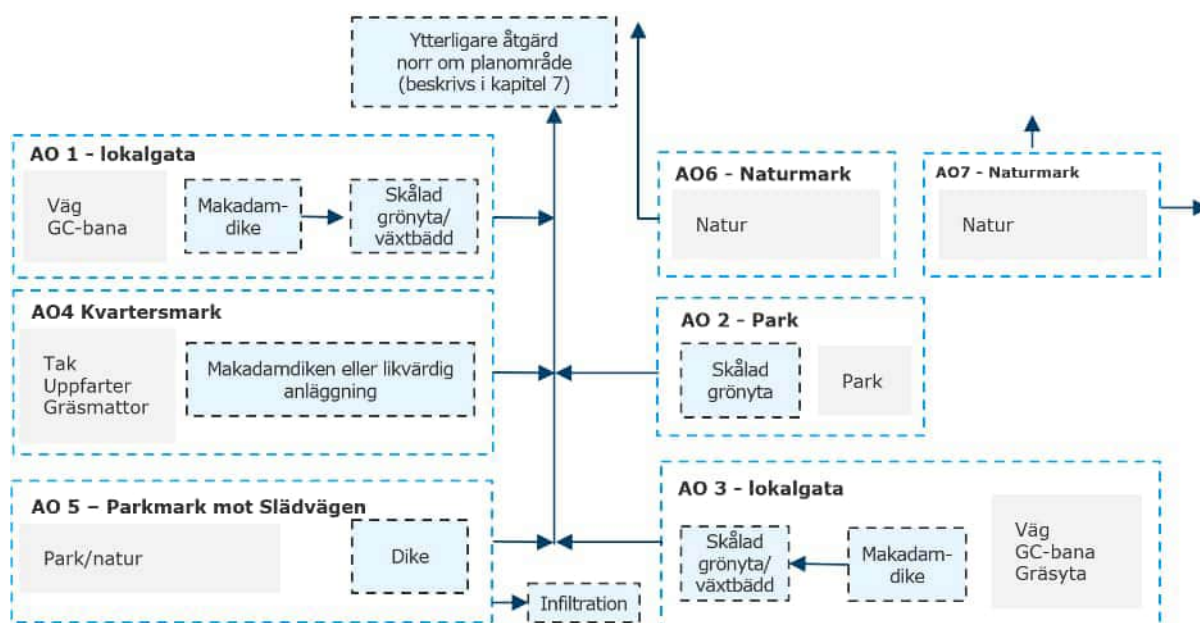 Ytterligare åtgärd
norr om planområde
(beskrivs i kapitel 7)
AO 1 - lokalgata
Väg
GC-bana
Makadam-
dike
Skålad
grönyta/
växtbädd
AO6 - Naturmark
Natur
AO7 - Naturmark
Natur
AO4 Kvartersmark
Tak
Uppfarter
Gräsmattor
Makadamdiken eller likvärdig
anläggning
AO 2 - Park
Skålad
grönyta
Park
AO 5 – Parkmark mot Slädvägen
Park/natur
Dike
Infiltration
AO 3 - lokalgata
Skålad
grönyta/
växtbädd
Makadam-
dike
Väg
GC-bana
Gräsyta